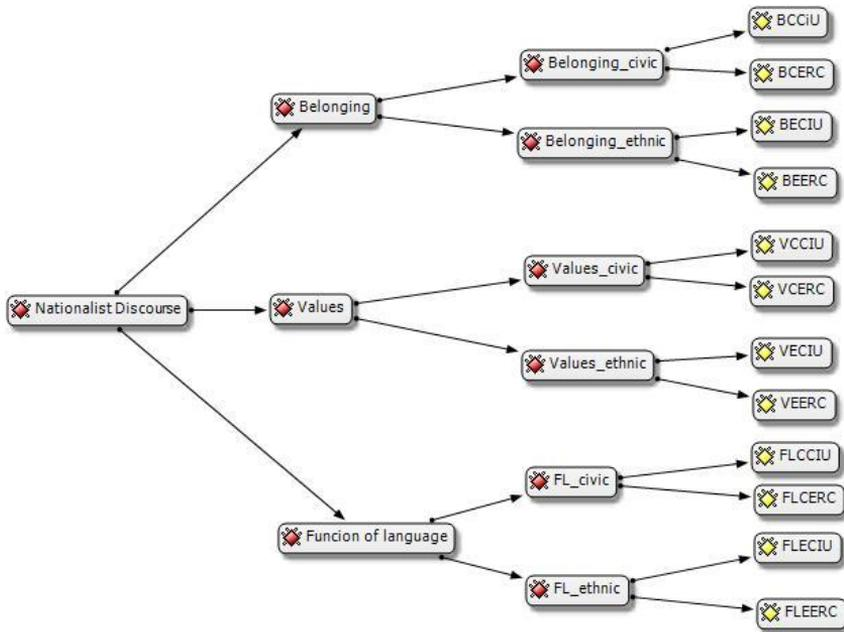 BCCiU
Belonging_civic
BCERC
Belonging
BECIU
Belonging_ethnic
BEERC
VCCIU
Values_civic
VCERC
Nationalist Discourse
Values
VECIU
Values_ethnic
VEERC
FLCCIU
FL_civic
FLCERC
Funcion of language
FLECIU
FL_ethnic
FLEERC